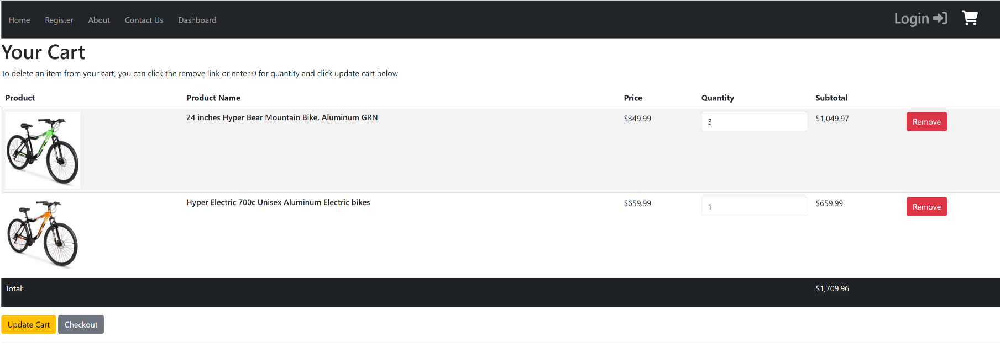 Home Register About Contact Us Dashboard Login
Your Cart
To delete an item from your cart, you can click the remove link or enter 0 for quantity and click update cart below
Product Product Name Price Quantity Subtotal
24 inches Hyper Bear Mountain Bike, Aluminum GRN $349.99 3 $1,049.97 Remove
Hyper Electric 700c Unisex Aluminum Electric bikes $659.99 1 $659.99 Remove
Total: $1,709.96
Update Cart Checkout